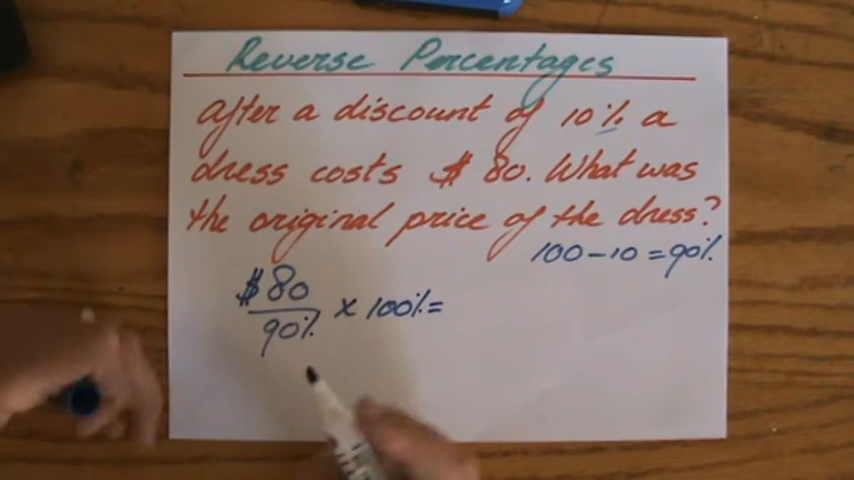 Reverse Percentages
After a discount of 10% a
dress costs $80. What was
the original price of the dress?
100-10=90%
$80
90%
× 100%=